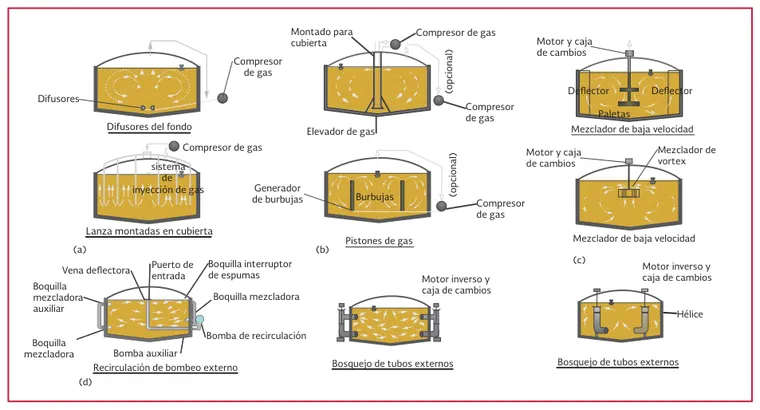 Compresor
de gas
Difusores
Difusores del fondo
Compresor de gas
sistema
de
inyección de gas
Lanza montadas en cubierta
(a)
Montado para
cubierta
Compresor de gas
(opcional)
Compresor
de gas
Elevador de gas
(opcional)
Generador
de burbujas
Burbujas
Compresor
de gas
Pistones de gas
(b)
Motor y caja
de cambios
Deflector
Deflector
Paletas
Mezclador de baja velocidad
Motor y caja
de cambios
Mezclador de
vortex
Mezclador de baja velocidad
(c)
Vena deflectora
Puerto de
entrada
Boquilla interruptor
de espumas
Boquilla
mezcladora
auxiliar
Boquilla mezcladora
Bomba de recirculación
Boquilla
mezcladora
Bomba auxiliar
Recirculación de bombeo externo
(d)
Motor inverso y
caja de cambios
Bosquejo de tubos externos
Motor inverso y
caja de cambios
Hélice
Bosquejo de tubos externos